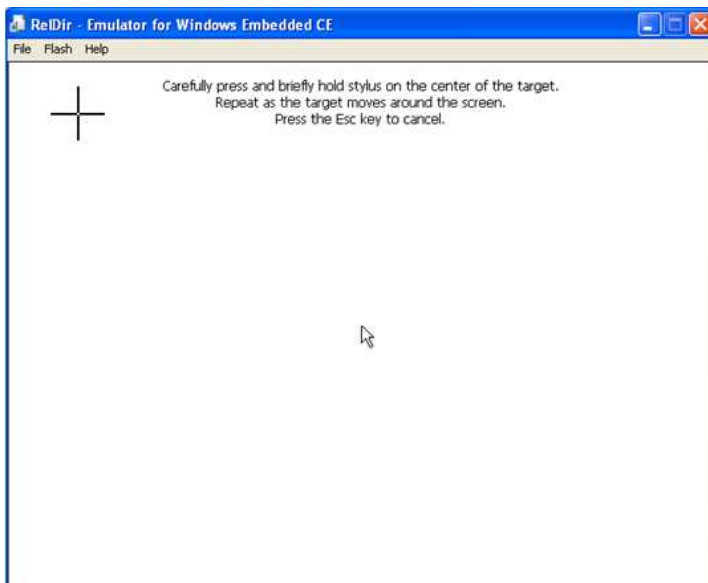 RelDir - Emulator for Windows Embedded CE
File Flash Help
Carefully press and briefly hold stylus on the center of the target.
Repeat as the target moves around the screen.
Press the Esc key to cancel.